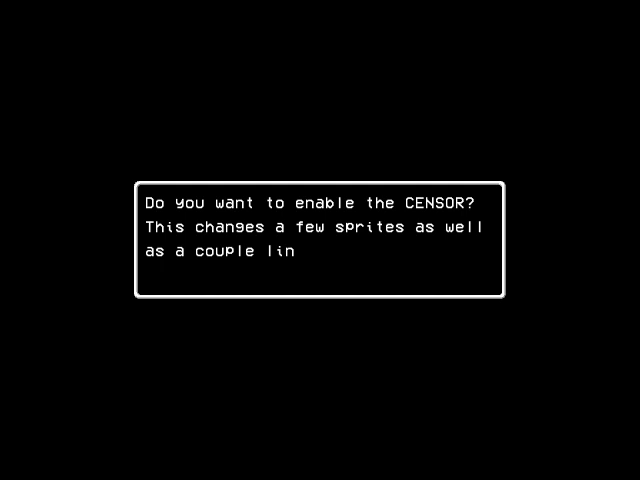 Do you want to enable the CENSOR?
This changes a few sprites as well
as a couple lin